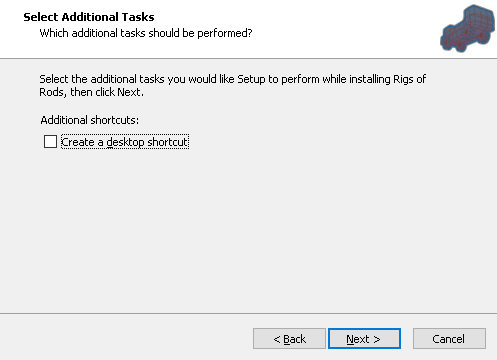 Select Additional Tasks
Which additional tasks should be performed?
Select the additional tasks you would like Setup to perform while installing Rigs of
Rods, then click Next.
Additional shortcuts:
Create a desktop shortcut
< Back
Next >
Cancel